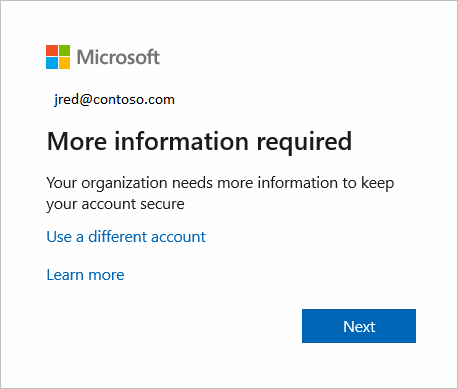 Microsoft
jred@contoso.com
More information required
Your organization needs more information to keep
your account secure
Use a different account
Learn more
Next